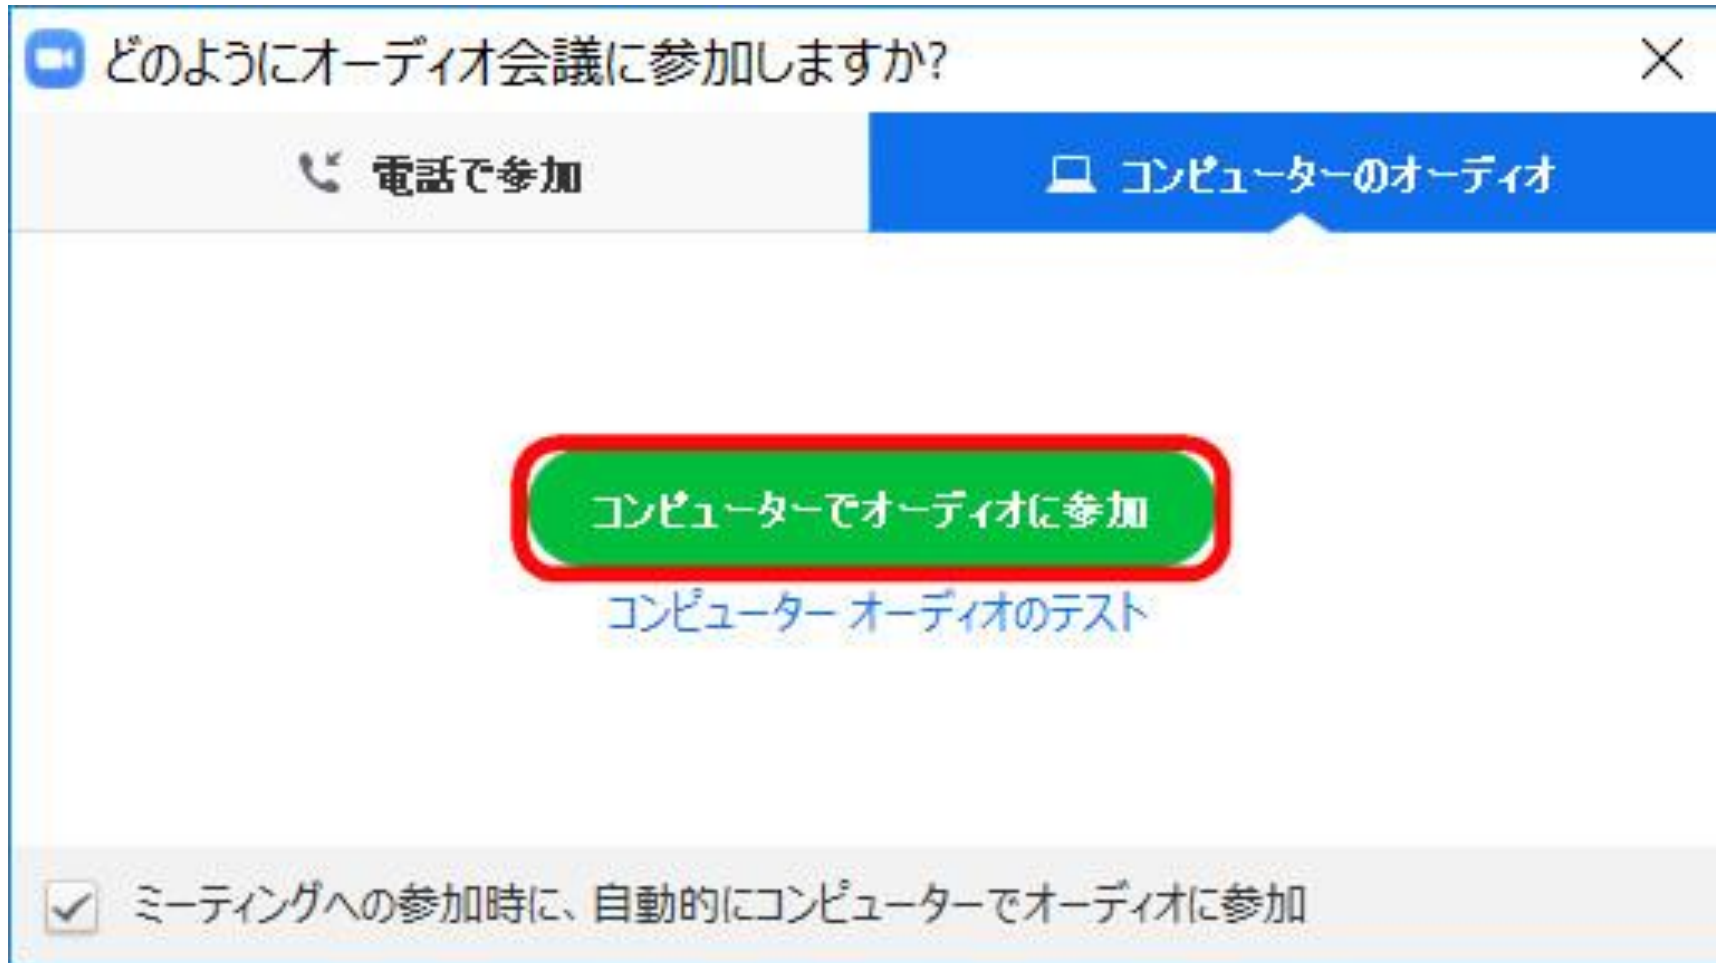 どのようにオーディオ会議に参加しますか?
電話で参加
コンピューターのオーディオ
コンピューターでオーディオに参加
コンピューター オーディオのテスト
ミーティングへの参加時に、自動的にコンピューターでオーディオに参加